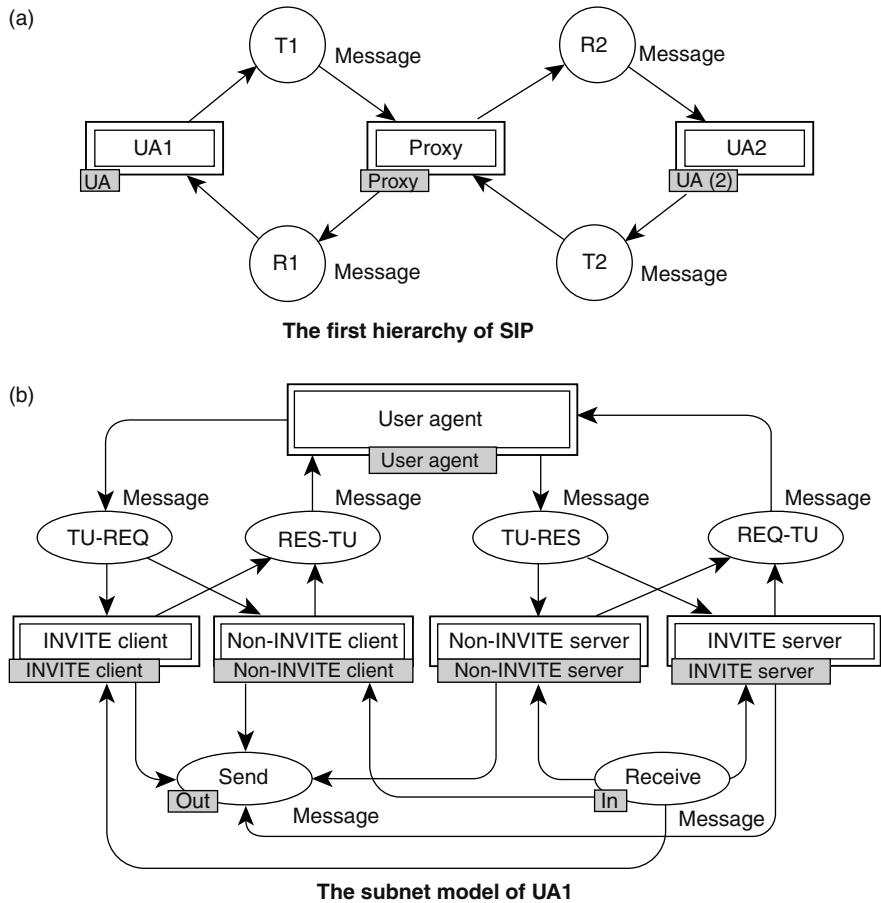 (a)
T1
Message
R2
Message
UA1
UA
Proxy
Proxy
UA2
UA (2)
R1
Message
T2
Message
The first hierarchy of SIP
(b)
User agent
User agent
Message
Message
Message
Message
TU-REQ
RES-TU
TU-RES
REQ-TU
INVITE client
INVITE client
Non-INVITE client
Non-INVITE client
Non-INVITE server
Non-INVITE server
INVITE server
INVITE server
Send
Out
Message
Receive
In
Message
The subnet model of UA1